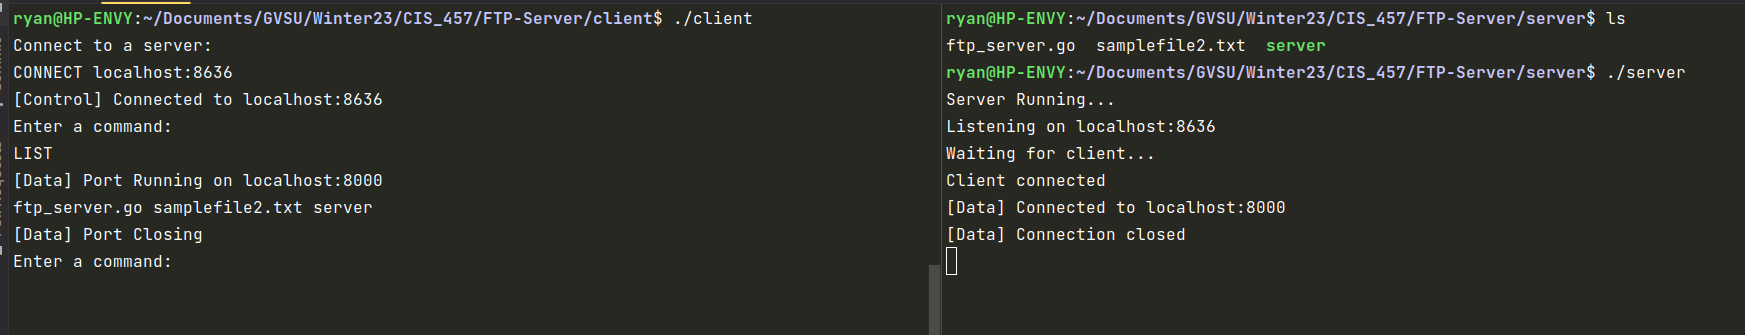 ryan@HP-ENVY:~/Documents/GVSU/Winter23/CIS_457/FTP-Server/client$ ./client
Connect to a server:
CONNECT localhost:8636
[Control] Connected to localhost:8636
Enter a command:
LIST
[Data] Port Running on localhost:8000
ftp_server.go samplefile2.txt server
[Data] Port Closing
Enter a command:
ryan@HP-ENVY:~/Documents/GVSU/Winter23/CIS_457/FTP-Server/server$ ls
ftp_server.go  samplefile2.txt  server
ryan@HP-ENVY:~/Documents/GVSU/Winter23/CIS_457/FTP-Server/server$ ./server
Server Running...
Listening on localhost:8636
Waiting for client...
Client connected
[Data] Connected to localhost:8000
[Data] Connection closed